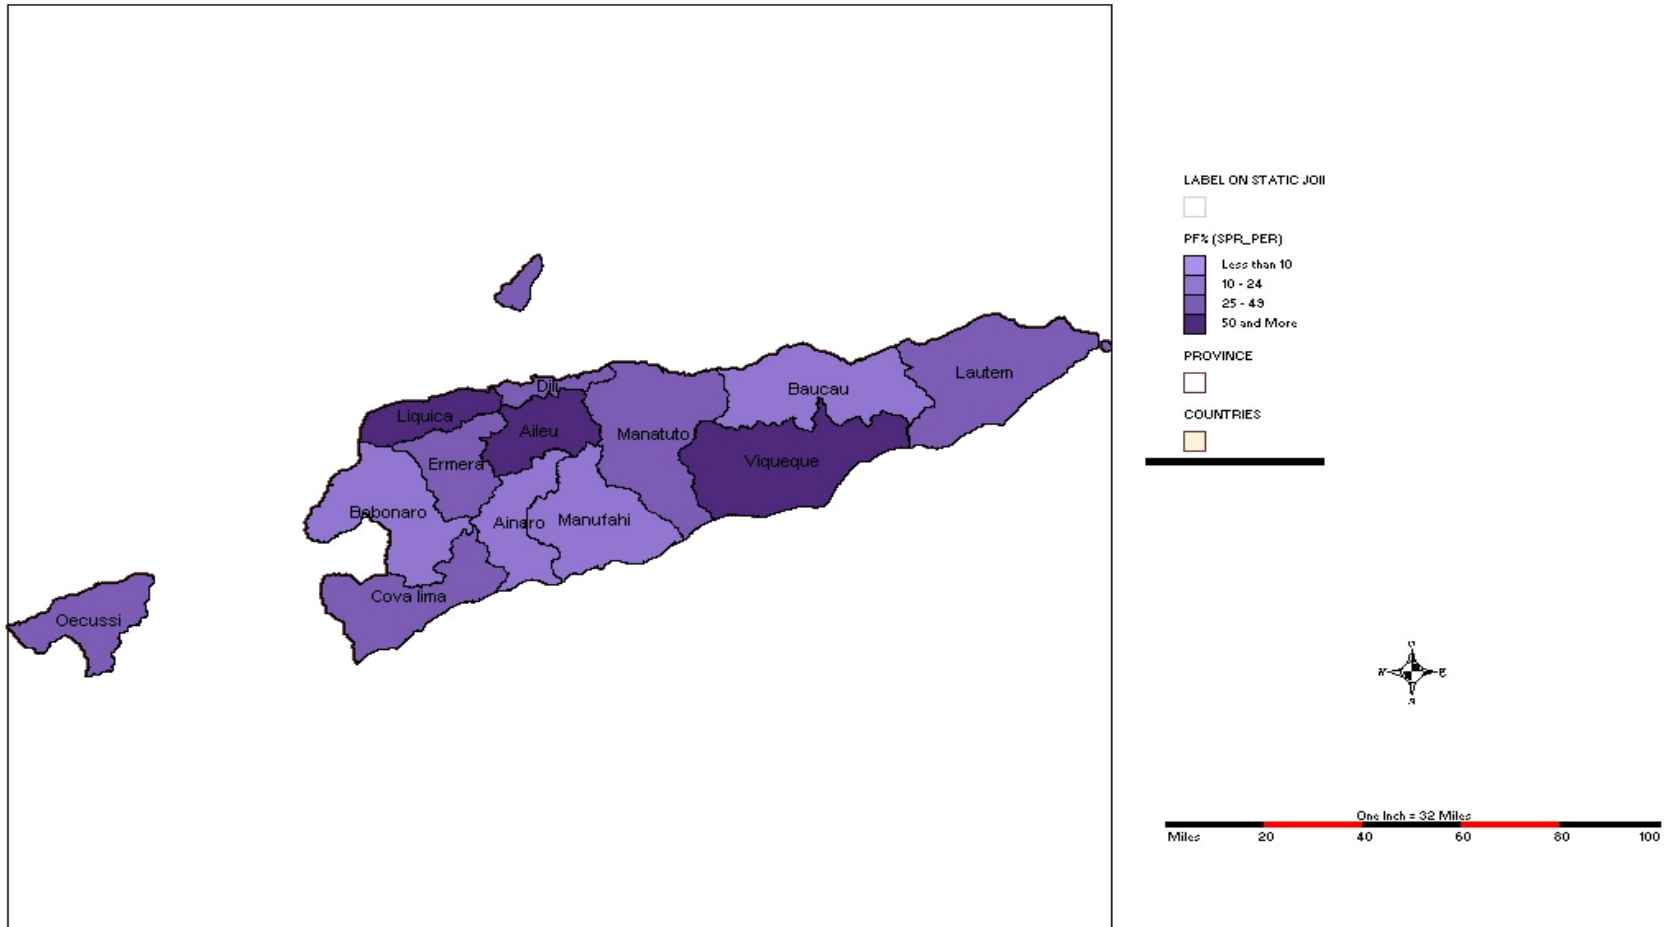 LABEL ON STATIC JOII
PF% (SPR_PER)
Less than 10
10 - 24
25 - 49
50 and More
PROVINCE
COUNTRIES
Dili
Baucau
Lautem
Liquica
Aileu
Manatuto
Ermera
Viqueque
Bobonaro
Ainaro
Manufahi
Cova lima
Oecussi
One Inch = 32 Miles
Miles 20 40 60 80 100